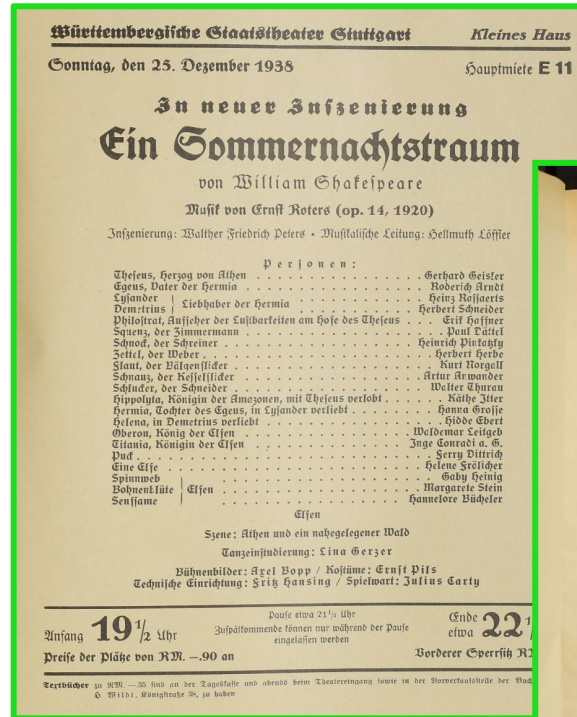 Württembergische Staatstheater Stuttgart Kleines Haus
Sonntag, den 25. Dezember 1938 Hauptmiete E 11
In neuer Inszenierung
Ein Sommernachtstraum
von William Shakespeare
Musik von Ernst Roters (op. 14, 1920)
Inszenierung: Walther Friedrich Peters • Musikalische Leitung: Hellmuth Löffler
Personen:
Theseus, Herzog von Athen . . . Gerhard Geisler
Egeus, Vater der Hermia . . . Roderich Arndt
Lysander } Liebhaber der Hermia . . . Heinz Rassaerts
Demetrius } . . . Herbert Schneider
Philostrat, Aufseher der Lustbarkeiten am Hofe des Theseus . . . Erik Hoffner
Squenz, der Zimmermann . . . Paul Dättel
Schnock, der Schreiner . . . Heinrich Pinkatzky
Zettel, der Weber . . . Herbert Herbe
Flaut, der Bälgenflicker . . . Kurt Norgall
Schnauz, der Kesselflicker . . . Artur Anwander
Schlucker, der Schneider . . . Walter Thurau
Hippolyta, Königin der Amazonen, mit Theseus verlobt . . . Käthe Itter
Hermia, Tochter des Egeus, in Lysander verliebt . . . Hanna Grosse
Helena, in Demetrius verliebt . . . Hidde Ebert
Oberon, König der Elfen . . . Waldemar Leitgeb
Titania, Königin der Elfen . . . Inge Conradi a. G.
Puck . . . Ferry Dittrich
Eine Elfe . . . Helene Frölicher
Spinnweb } . . . Gaby Heinig
Bohnenblüte } Elfen . . . Margarete Stein
Senfsame } . . . Hannelore Bücheler
Elfen
Szene: Athen und ein nahegelegener Wald
Tanzeinstudierung: Lina Gerzer
Bühnenbilder: Axel Bopp / Kostüme: Ernst Pils
Technische Einrichtung: Fritz Hansing / Spielwart: Julius Carty
Anfang 19 1/2 Uhr
Pause etwa 21 1/4 Uhr
Zuspätkommende können nur während der Pause
eingelassen werden
Ende
etwa 22
Preise der Plätze von RM. —.90 an Vorderer Sperrsitz
Textbücher zu RM. —.35 sind an der Tageskasse und abends beim Theatereingang sowie in der Vorverkaufsstelle der
H. Wildt, Königstraße 38, zu haben